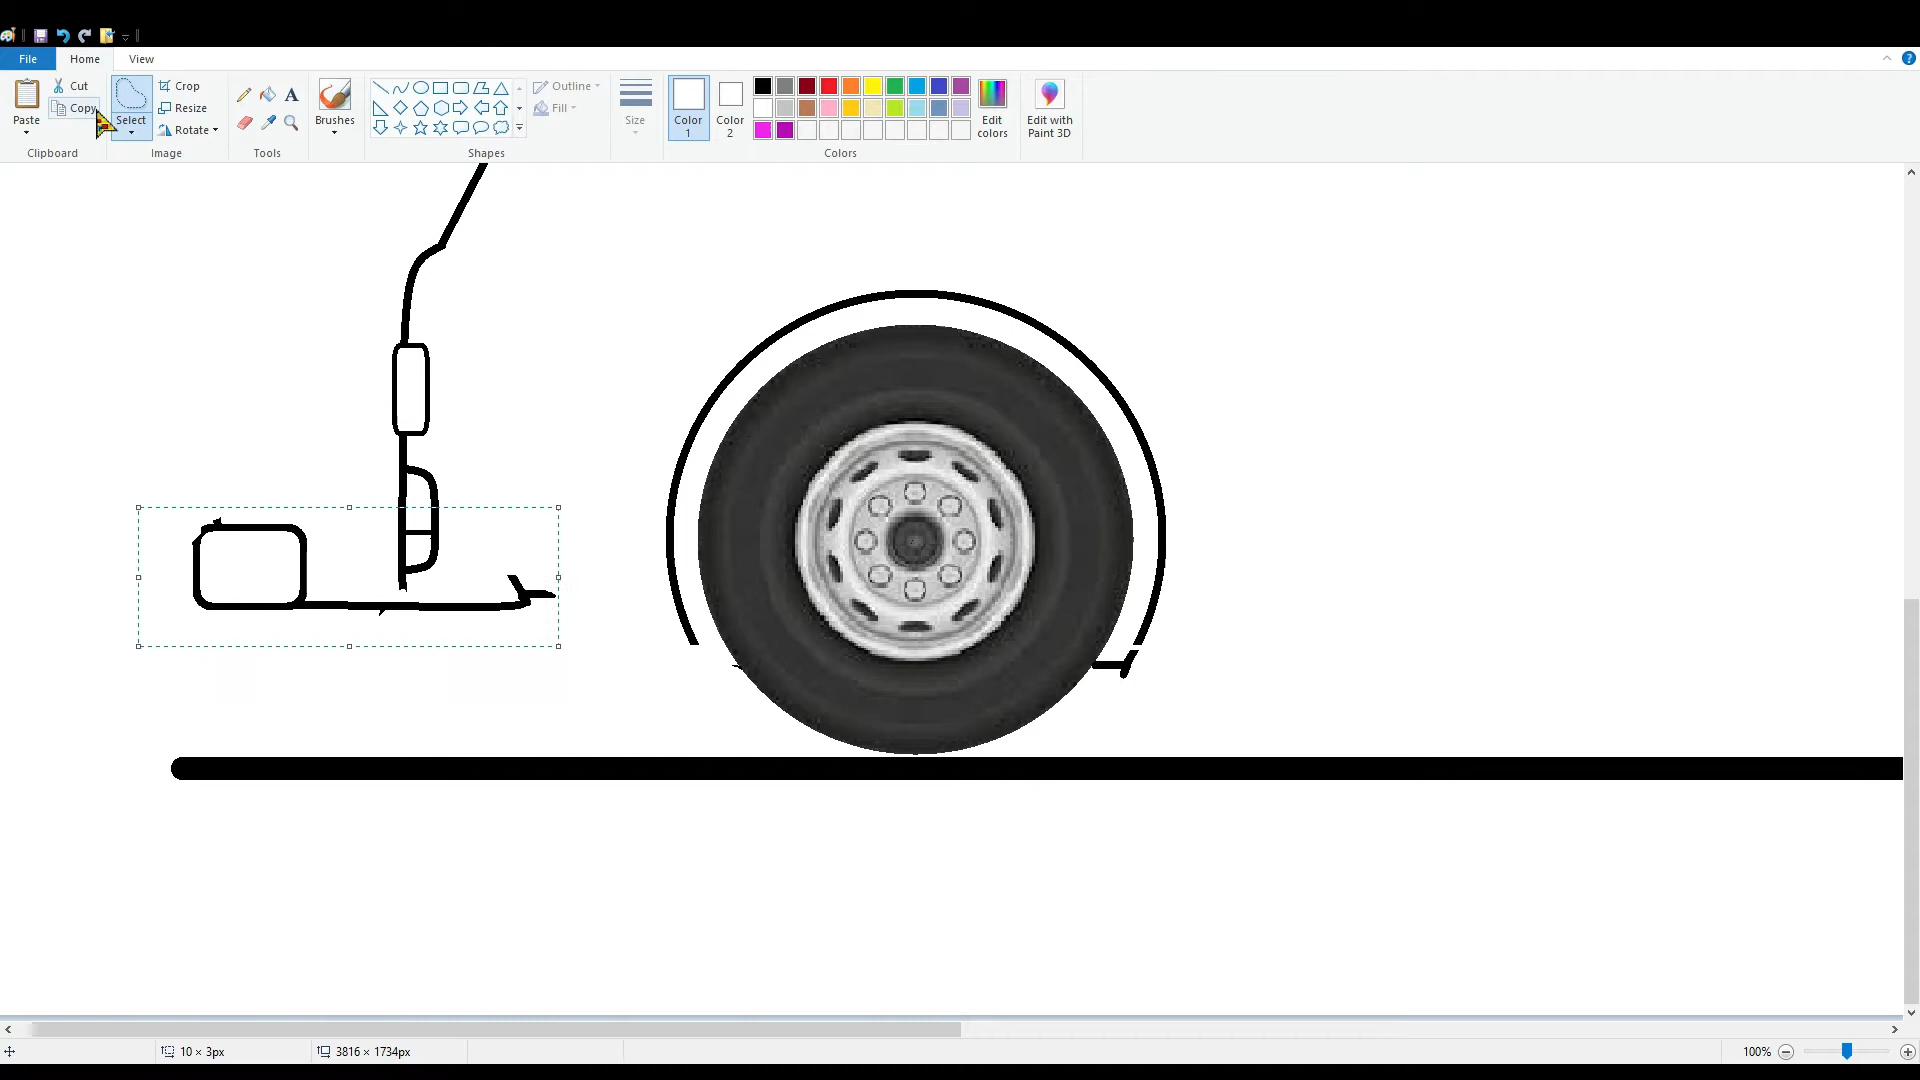 File Home View
Paste
Cut
Copy
Clipboard
Select
Crop
Resize
Rotate
Image
A
Tools
Brushes
Outline
Fill
Shapes
Size
Color 1
Color 2
Edit colors
Colors
Edit with Paint 3D
10 × 3px
3816 × 1734px
100%